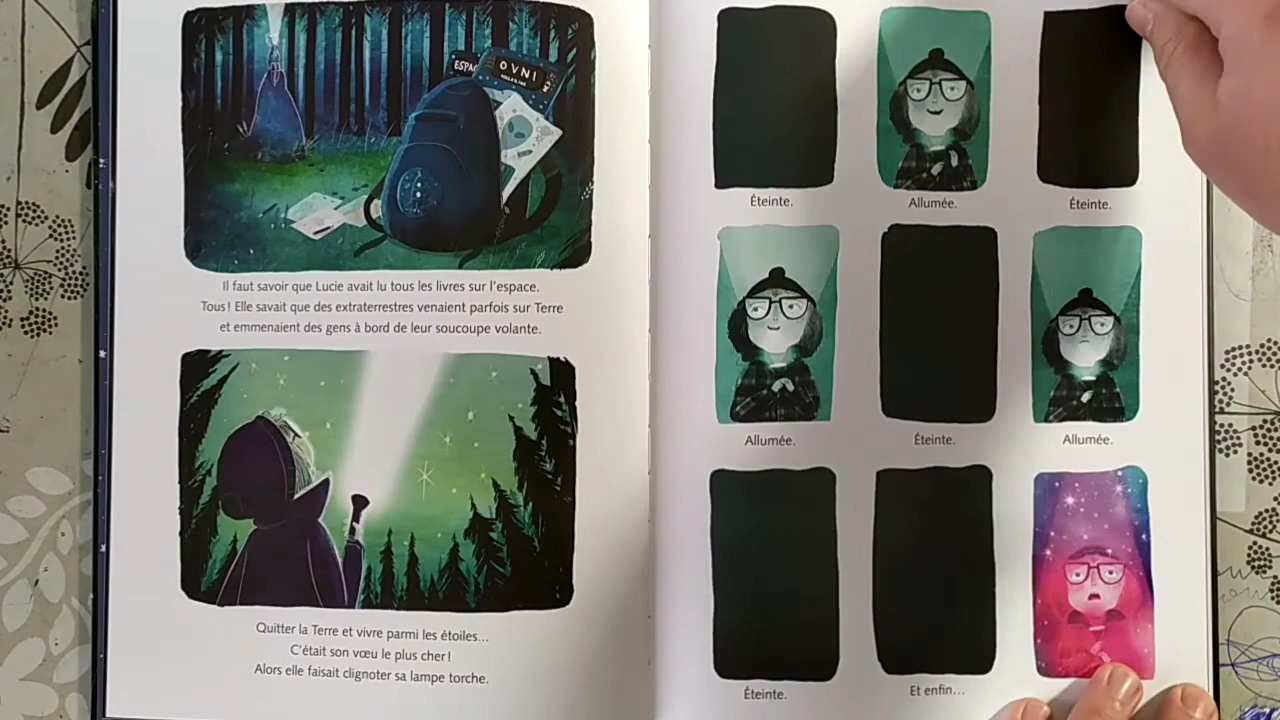 ESPAC
OVNI
Il faut savoir que Lucie avait lu tous les livres sur l'espace.
Tous ! Elle savait que des extraterrestres venaient parfois sur Terre
et emmenaient des gens à bord de leur soucoupe volante.
Quitter la Terre et vivre parmi les étoiles...
C'était son vœu le plus cher !
Alors elle faisait clignoter sa lampe torche.
Éteinte.
Allumée.
Éteinte.
Allumée.
Éteinte.
Allumée.
Éteinte.
Et enfin...